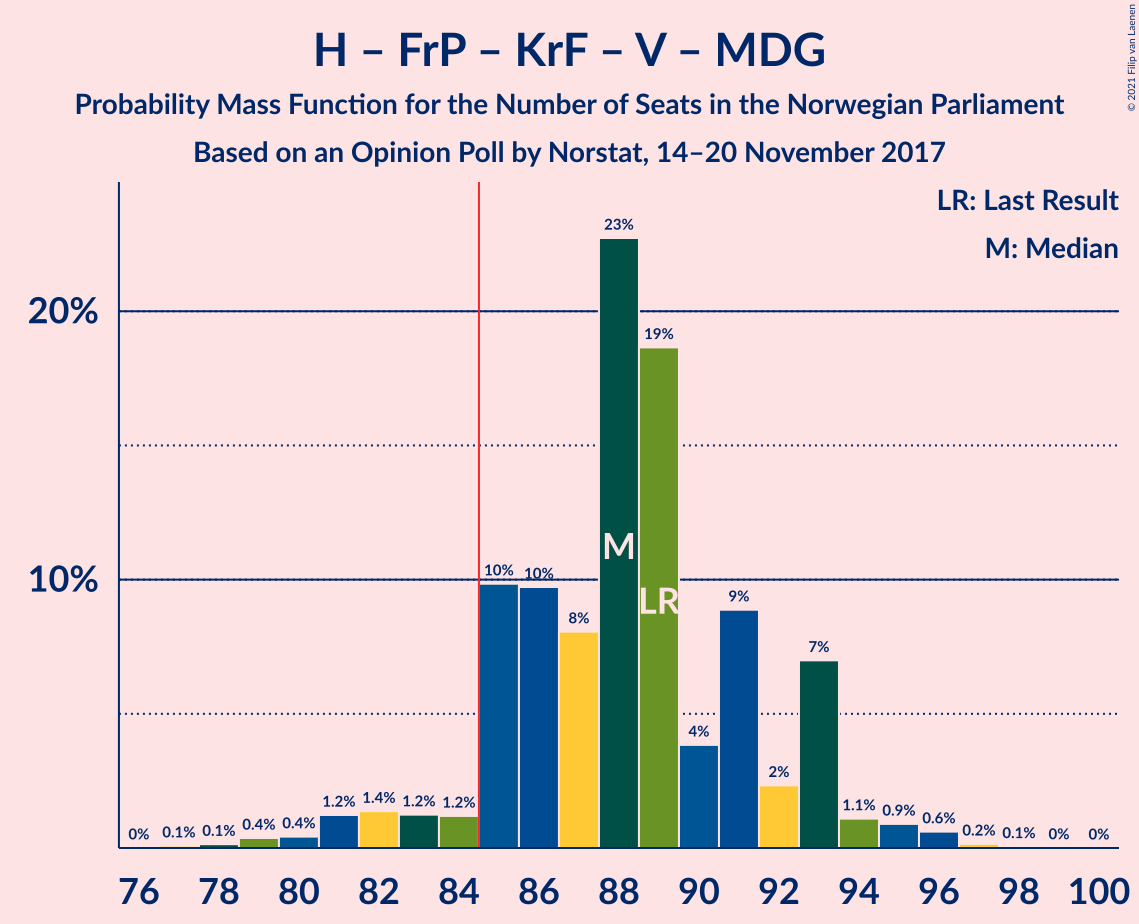 H – FrP – KrF – V – MDG
Probability Mass Function for the Number of Seats in the Norwegian Parliament
Based on an Opinion Poll by Norstat, 14–20 November 2017
© 2021 Filip van Laenen
LR: Last Result
M: Median
20%
10%
0% 0.1% 0.1% 0.4% 0.4% 1.2% 1.4% 1.2% 1.2% 10% 10% 8% 23% 19% 4% 9% 2% 7% 1.1% 0.9% 0.6% 0.2% 0.1% 0% 0%
M
LR
76 78 80 82 84 86 88 90 92 94 96 98 100